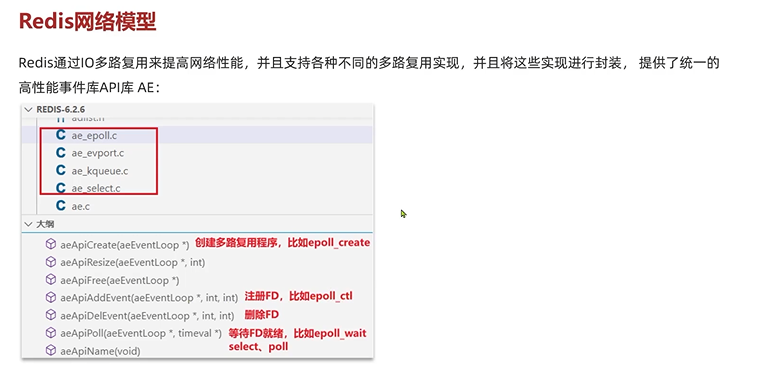 Redis网络模型
Redis通过IO多路复用来提高网络性能，并且支持各种不同的多路复用实现，并且将这些实现进行封装， 提供了统一的
高性能事件库API库 AE：
REDIS-6.2.6
adlist.h
C ae_epoll.c
C ae_evport.c
C ae_kqueue.c
C ae_select.c
C ae.c
大纲
aeApiCreate(aeEventLoop *) 创建多路复用程序，比如epoll_create
aeApiResize(aeEventLoop *, int)
aeApiFree(aeEventLoop *)
aeApiAddEvent(aeEventLoop *, int, int) 注册FD，比如epoll_ctl
aeApiDelEvent(aeEventLoop *, int, int) 删除FD
aeApiPoll(aeEventLoop *, timeval *) 等待FD就绪，比如epoll_wait
select、poll
aeApiName(void)